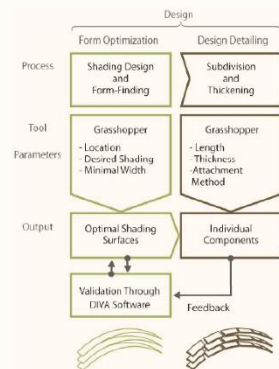 Design
Form Optimization
Design Detailing
Process
Shading Design
and
Form-Finding
Subdivision
and
Thickening
Tool
Parameters
Grasshopper
- Location
- Desired Shading
- Minimal Width
Grasshopper
- Length
- Thickness
-Attachment
Method
Output
Optimal Shading
Surfaces
Individual
Components
Validation Through
DIVA Software
Feedback